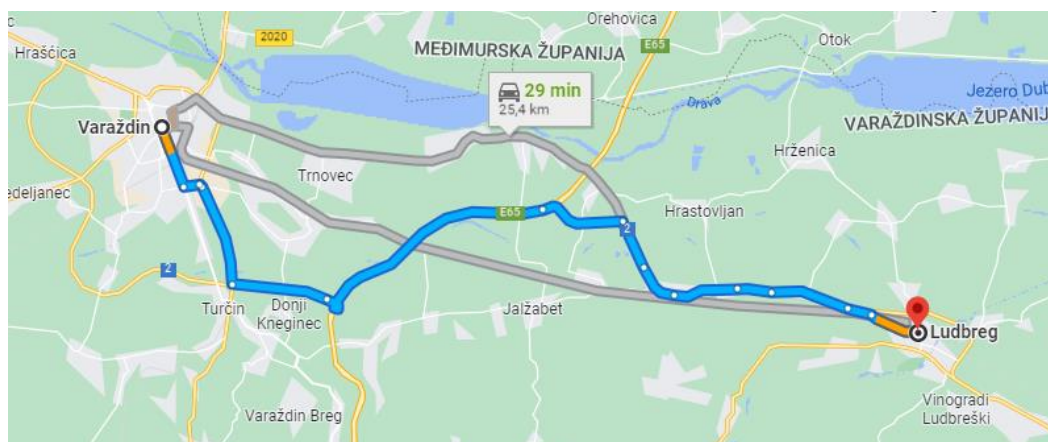 Orehovica
2020
E65
Hrašćica
MEĐIMURSKA ŽUPANIJA
Otok
29 min
25,4 km
Drava
Jezero Dub
Varaždin
VARAŽDINSKA ŽUPANIJ
Hrženica
Trnovec
edeljanec
E65
Hrastovljan
2
2
Turčin
Donji
Kneginec
Jalžabet
Ludbreg
Varaždin Breg
Vinogradi
Ludbreški